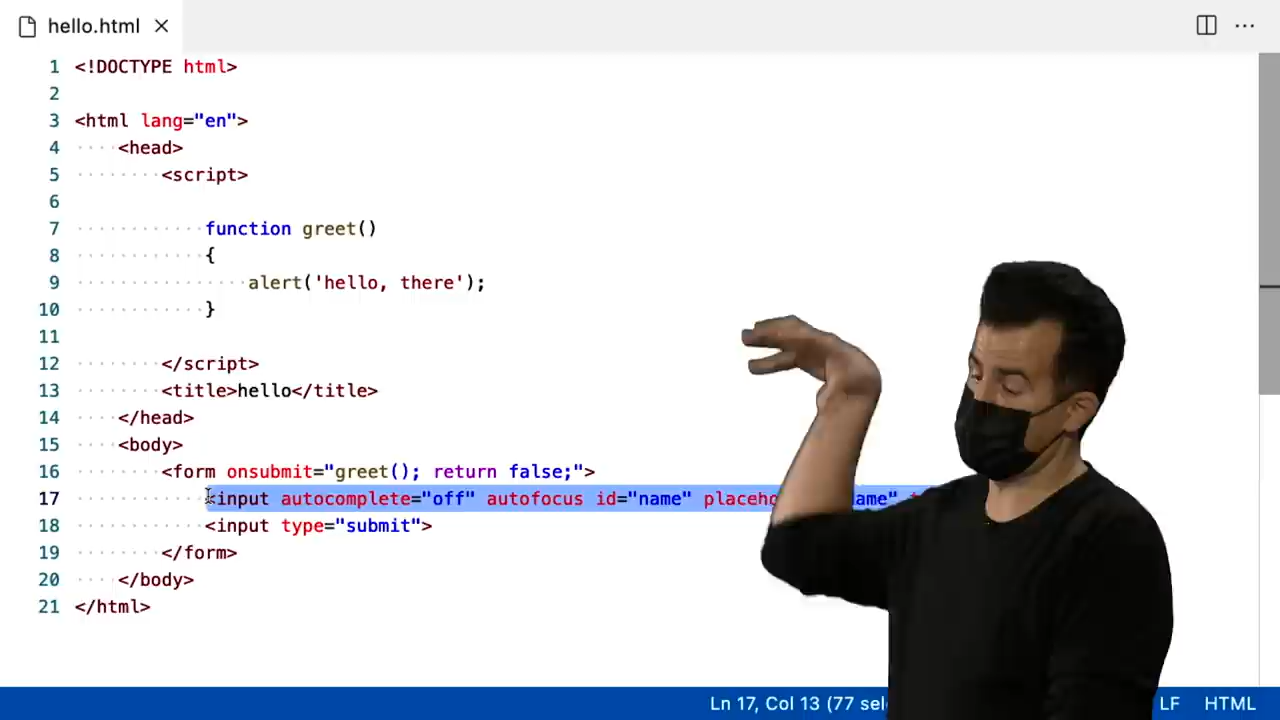 hello.html
1 <!DOCTYPE html>
2
3 <html lang="en">
4 <head>
5 <script>
6
7 function greet()
8 {
9 alert('hello, there');
10 }
11
12 </script>
13 <title>hello</title>
14 </head>
15 <body>
16 <form onsubmit="greet(); return false;">
17 <input autocomplete="off" autofocus id="name"
18 <input type="submit">
19 </form>
20 </body>
21 </html>
Ln 17, Col 13 (77 LF HTML